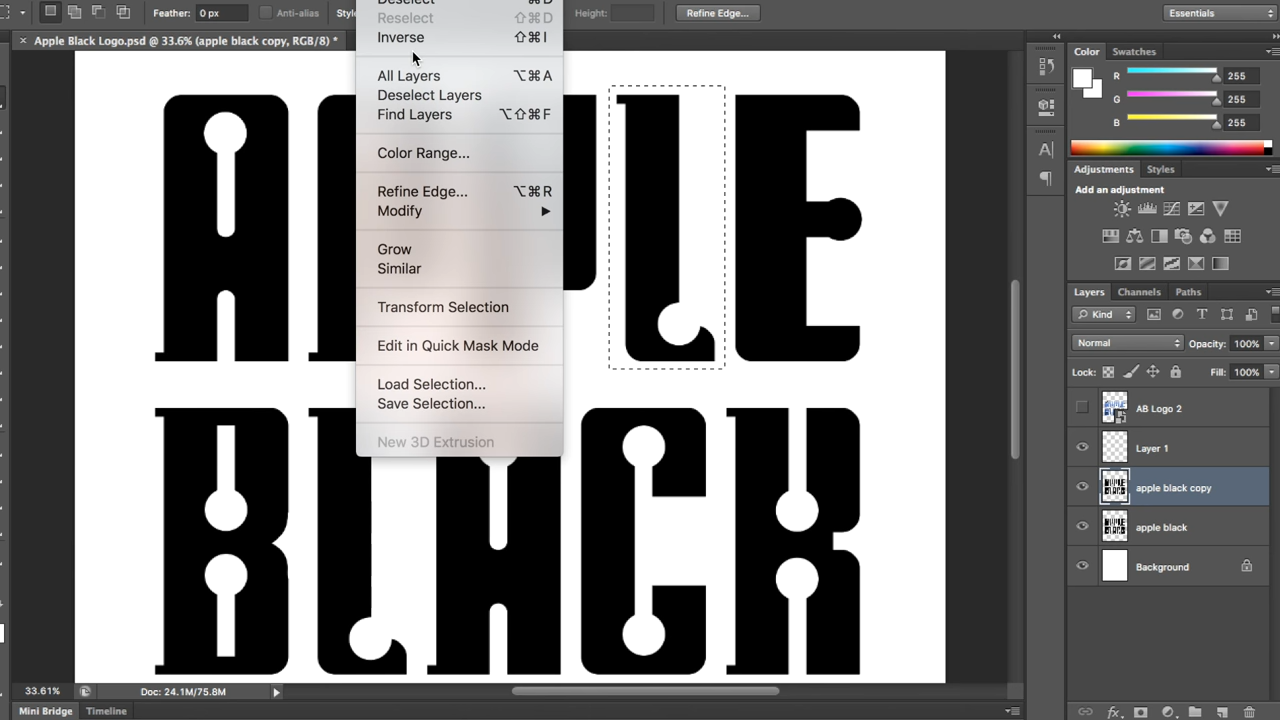 Feather: 0 px Anti-alias Height: Refine Edge... Essentials
Apple Black Logo.psd @ 33.6% (apple black copy, RGB/8) *
Deselect ⌘D
Reselect ⇧⌘D
Inverse ⇧⌘I
All Layers ⌥⌘A
Deselect Layers
Find Layers ⌥⇧⌘F
Color Range...
Refine Edge... ⌥⌘R
Modify
Grow
Similar
Transform Selection
Edit in Quick Mask Mode
Load Selection...
Save Selection...
New 3D Extrusion
APPLE
BLACK
Color Swatches
R 255
G 255
B 255
Adjustments Styles
Add an adjustment
Layers Channels Paths
Kind
Normal Opacity: 100%
Lock: Fill: 100%
AB Logo 2
Layer 1
apple black copy
apple black
Background
33.61% Doc: 24.1M/75.8M
Mini Bridge Timeline